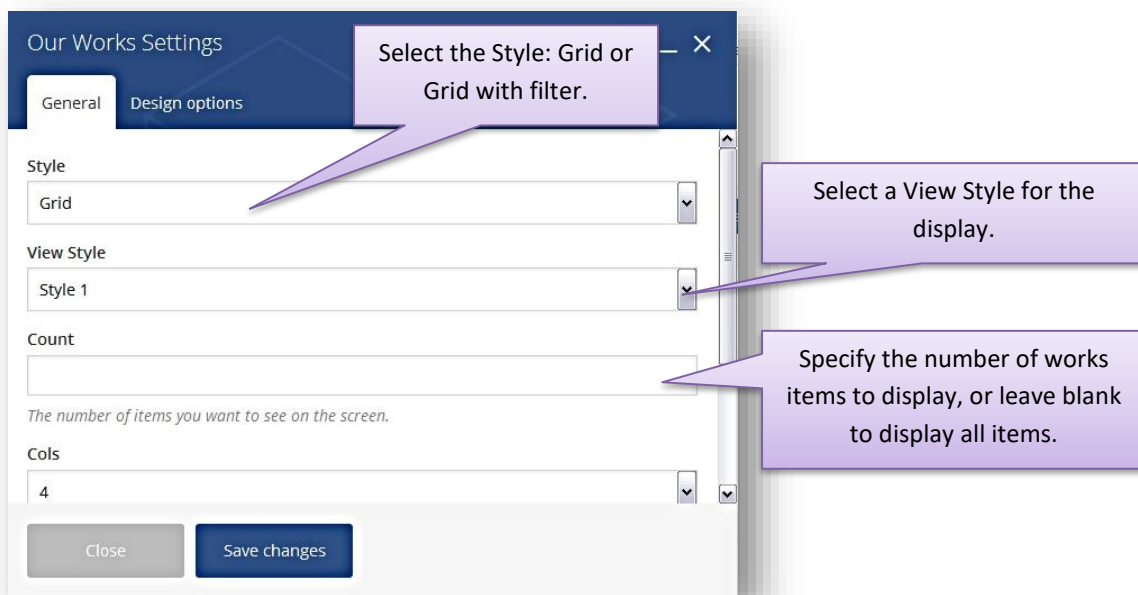 Our Works Settings
Select the Style: Grid or
Grid with filter.
General
Design options
Style
Grid
Select a View Style for the
display.
View Style
Style 1
Count
Specify the number of works
items to display, or leave blank
to display all items.
The number of items you want to see on the screen.
Cols
4
Close
Save changes